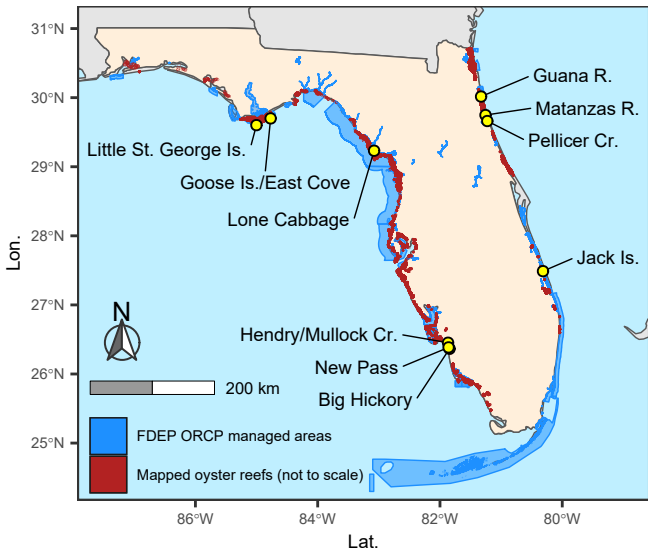 31°N
30°N
29°N
28°N
27°N
26°N
25°N
Lon.
Guana R.
Matanzas R.
Pellicer Cr.
Little St. George Is.
Goose Is./East Cove
Lone Cabbage
Jack Is.
Hendry/Mullock Cr.
New Pass
Big Hickory
N
200 km
FDEP ORCP managed areas
Mapped oyster reefs (not to scale)
86°W 84°W 82°W 80°W
Lat.